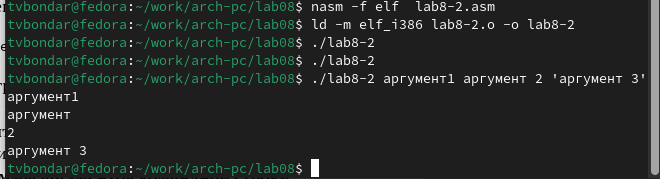 tvbondar@fedora:~/work/arch-pc/lab08$ nasm -f elf  lab8-2.asm
tvbondar@fedora:~/work/arch-pc/lab08$ ld -m elf_i386 lab8-2.o -o lab8-2
tvbondar@fedora:~/work/arch-pc/lab08$ ./lab8-2
tvbondar@fedora:~/work/arch-pc/lab08$ ./lab8-2
tvbondar@fedora:~/work/arch-pc/lab08$ ./lab8-2 аргумент1 аргумент 2 'аргумент 3'
аргумент1
аргумент
2
аргумент 3
tvbondar@fedora:~/work/arch-pc/lab08$